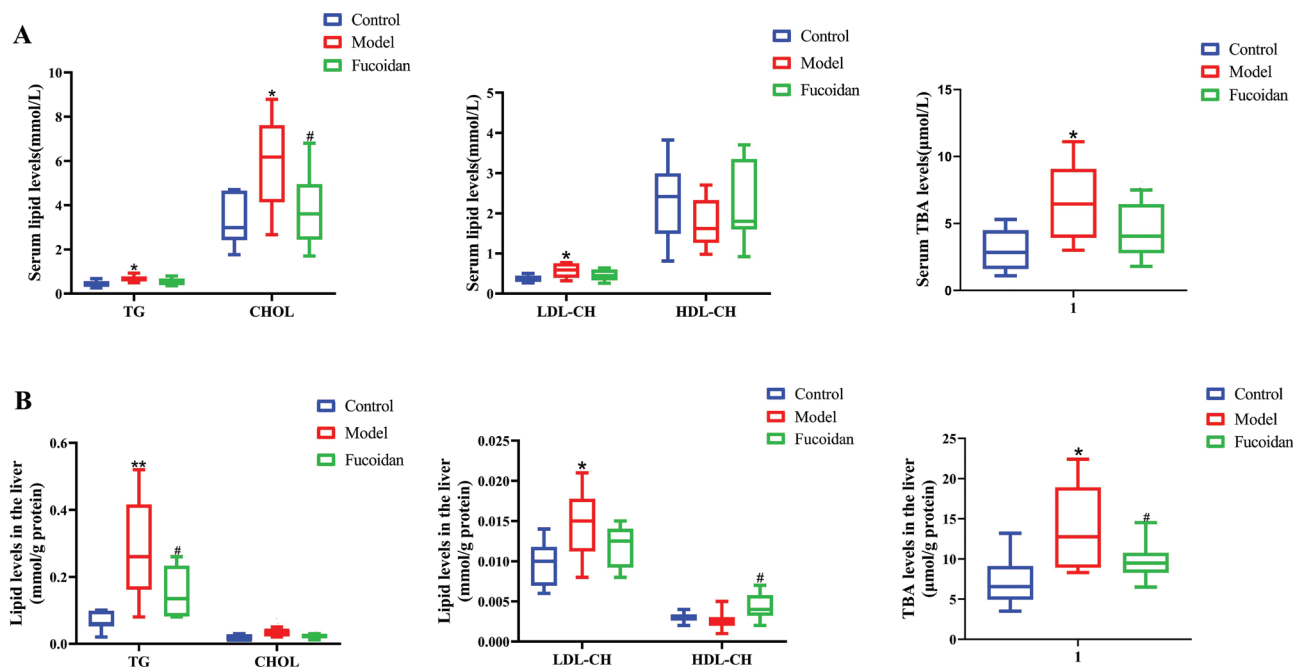 A
Control
Model
Fucoidan
Serum lipid levels(mmol/L)
10
8
6
4
2
0
*
*
#
TG
CHOL
Control
Model
Fucoidan
Serum lipid levels(mmol/L)
5
4
3
2
1
0
*
LDL-CH
HDL-CH
Control
Model
Fucoidan
Serum TBA levels(μmol/L)
15
10
5
0
*
1
B
Control
Model
Fucoidan
Lipid levels in the liver
(mmol/g protein)
0.6
0.4
0.2
0.0
**
#
TG
CHOL
Control
Model
Fucoidan
Lipid levels in the liver
(mmol/g protein)
0.025
0.020
0.015
0.010
0.005
0.000
*
#
LDL-CH
HDL-CH
Control
Model
Fucoidan
TBA levels in the liver
(μmol/g protein)
25
20
15
10
5
0
*
#
1